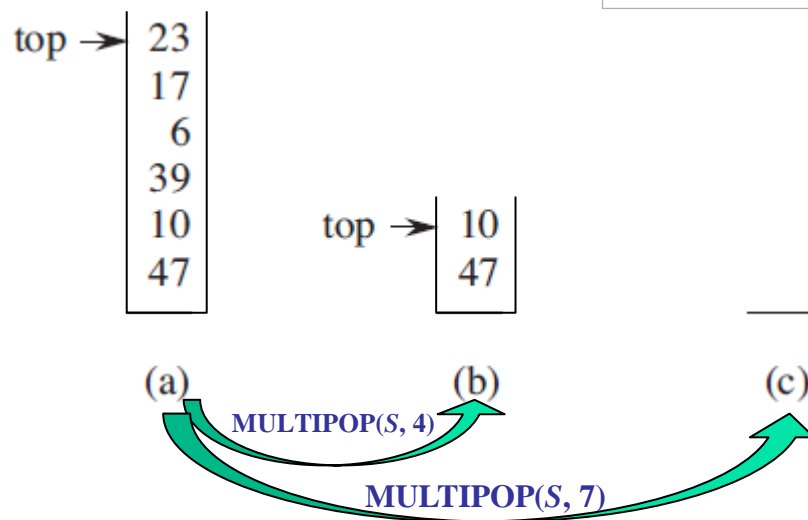 top 23
17
6
39
10
47
top 10
47
(a)
(b)
(c)
MULTIPOP(S, 4)
MULTIPOP(S, 7)